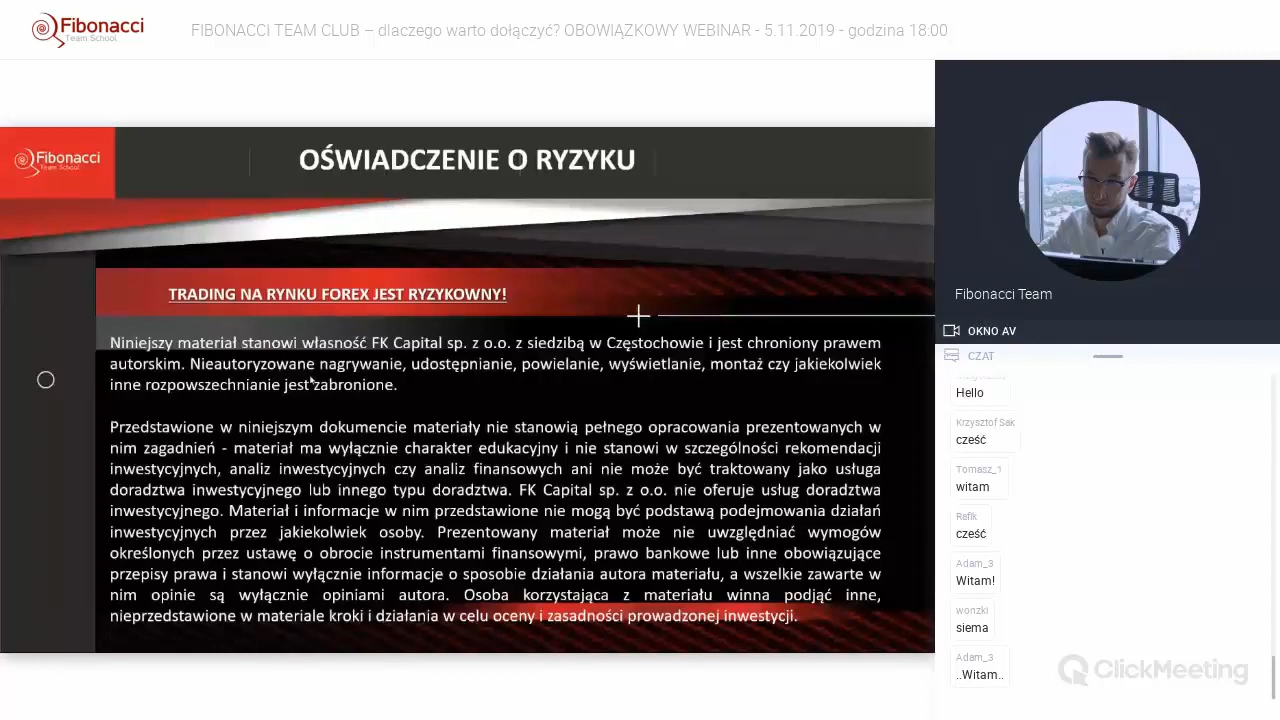 Fibonacci
Team School
FIBONACCI TEAM CLUB – dlaczego warto dołączyć? OBOWIĄZKOWY WEBINAR - 5.11.2019 - godzina 18:00
Fibonacci
Team School
OŚWIADCZENIE O RYZYKU
TRADING NA RYNKU FOREX JEST RYZYKOWNY!
Niniejszy materiał stanowi własność FK Capital sp. z o.o. z siedzibą w Częstochowie i jest chroniony prawem
autorskim. Nieautoryzowane nagrywanie, udostępnianie, powielanie, wyświetlanie, montaż czy jakiekolwiek
inne rozpowszechnianie jest zabronione.
Przedstawione w niniejszym dokumencie materiały nie stanowią pełnego opracowania prezentowanych w
nim zagadnień - materiał ma wyłącznie charakter edukacyjny i nie stanowi w szczególności rekomendacji
inwestycyjnych, analiz inwestycyjnych czy analiz finansowych ani nie może być traktowany jako usługa
doradztwa inwestycyjnego lub innego typu doradztwa. FK Capital sp. z o.o. nie oferuje usług doradztwa
inwestycyjnego. Materiał i informacje w nim przedstawione nie mogą być podstawą podejmowania działań
inwestycyjnych przez jakiekolwiek osoby. Prezentowany materiał może nie uwzględniać wymogów
określonych przez ustawę o obrocie instrumentami finansowymi, prawo bankowe lub inne obowiązujące
przepisy prawa i stanowi wyłącznie informacje o sposobie działania autora materiału, a wszelkie zawarte w
nim opinie są wyłącznie opiniami autora. Osoba korzystająca z materiału winna podjąć inne,
nieprzedstawione w materiale kroki i działania w celu oceny i zasadności prowadzonej inwestycji.
Fibonacci Team
OKNO AV
CZAT
Hello
Krzysztof Sak
cześć
Tomasz_1
witam
Rafik
cześć
Adam_3
Witam!
wonzki
siema
Adam_3
..Witam..
ClickMeeting